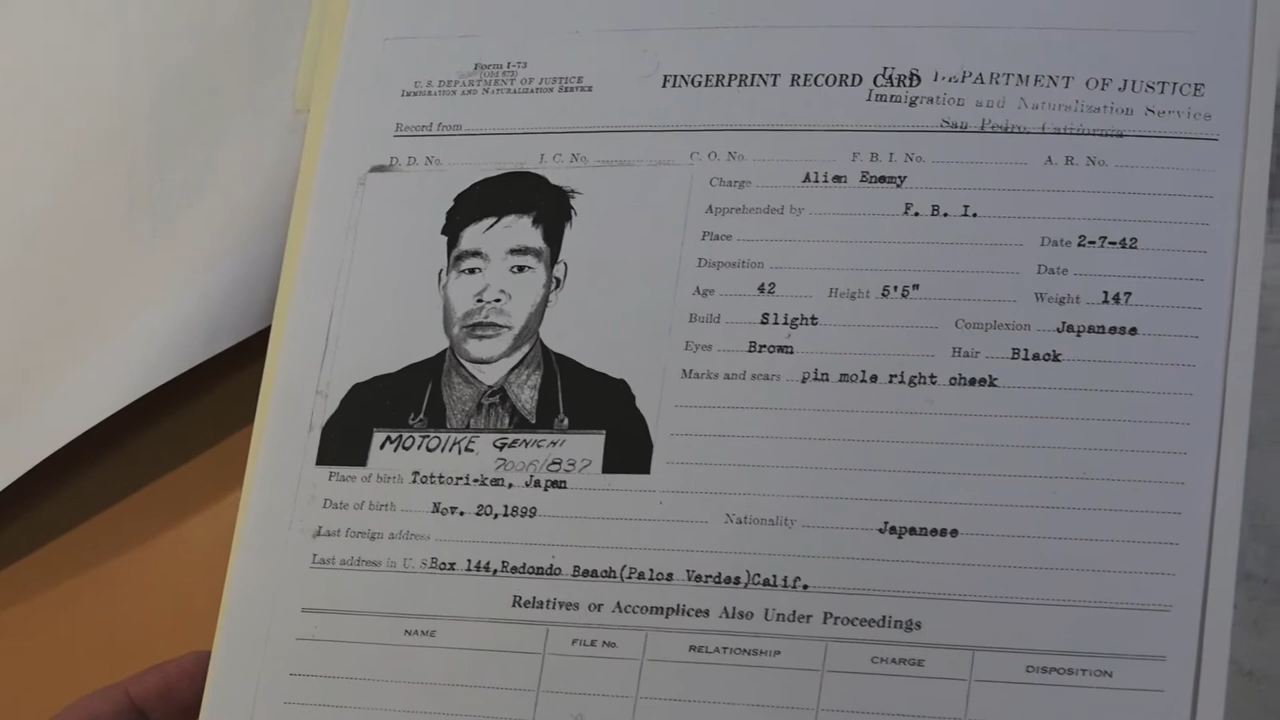 Form I-73
(Old 673)
U. S. DEPARTMENT OF JUSTICE
IMMIGRATION AND NATURALIZATION SERVICE
FINGERPRINT RECORD CARD
U. S. DEPARTMENT OF JUSTICE
Immigration and Naturalization Service
San Pedro, California
Record from
D. D. No. J. C. No. C. O. No. F. B. I. No. A. R. No.
Charge Alien Enemy
Apprehended by F. B. I.
Place Date 2-7-42
Disposition Date
Age 42 Height 5'5" Weight 147
Build Slight Complexion Japanese
Eyes Brown Hair Black
Marks and scars pin mole right cheek
MOTOIKE, GENICHI
7006/837
Place of birth Tottori-ken, Japan
Date of birth Nov. 20,1899 Nationality Japanese
Last foreign address
Last address in U. S. Box 144,Redondo Beach(Palos Verdes)Calif.
Relatives or Accomplices Also Under Proceedings
NAME FILE No. RELATIONSHIP CHARGE DISPOSITION